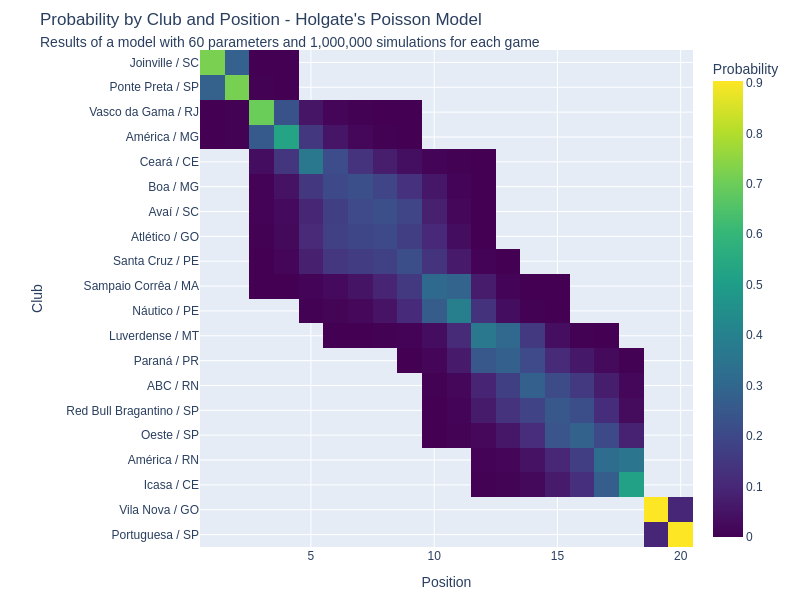 Probability by Club and Position - Holgate's Poisson Model
Results of a model with 60 parameters and 1,000,000 simulations for each game
Probability
Joinville / SC
Ponte Preta / SP
Vasco da Gama / RJ
América / MG
Ceará / CE
Boa / MG
Avaí / SC
Atlético / GO
Santa Cruz / PE
Sampaio Corrêa / MA
Náutico / PE
Luverdense / MT
Paraná / PR
ABC / RN
Red Bull Bragantino / SP
Oeste / SP
América / RN
Icasa / CE
Vila Nova / GO
Portuguesa / SP
Club
5
10
15
20
Position
0.9
0.8
0.7
0.6
0.5
0.4
0.3
0.2
0.1
0